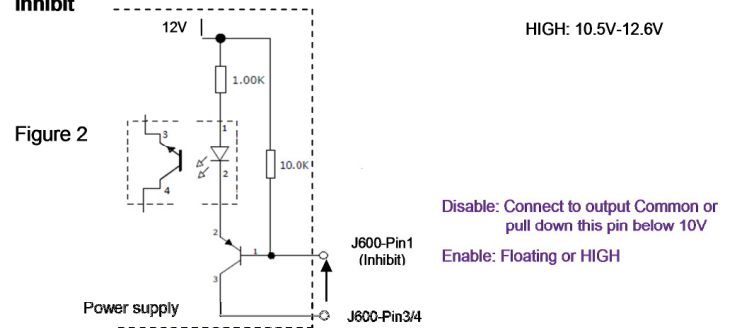 Inhibit
12V
HIGH: 10.5V-12.6V
1.00K
Figure 2
3
1
10.0K
2
4
Disable: Connect to output Common or
pull down this pin below 10V
2
1
J600-Pin1
(Inhibit)
Enable: Floating or HIGH
3
Power supply
J600-Pin3/4